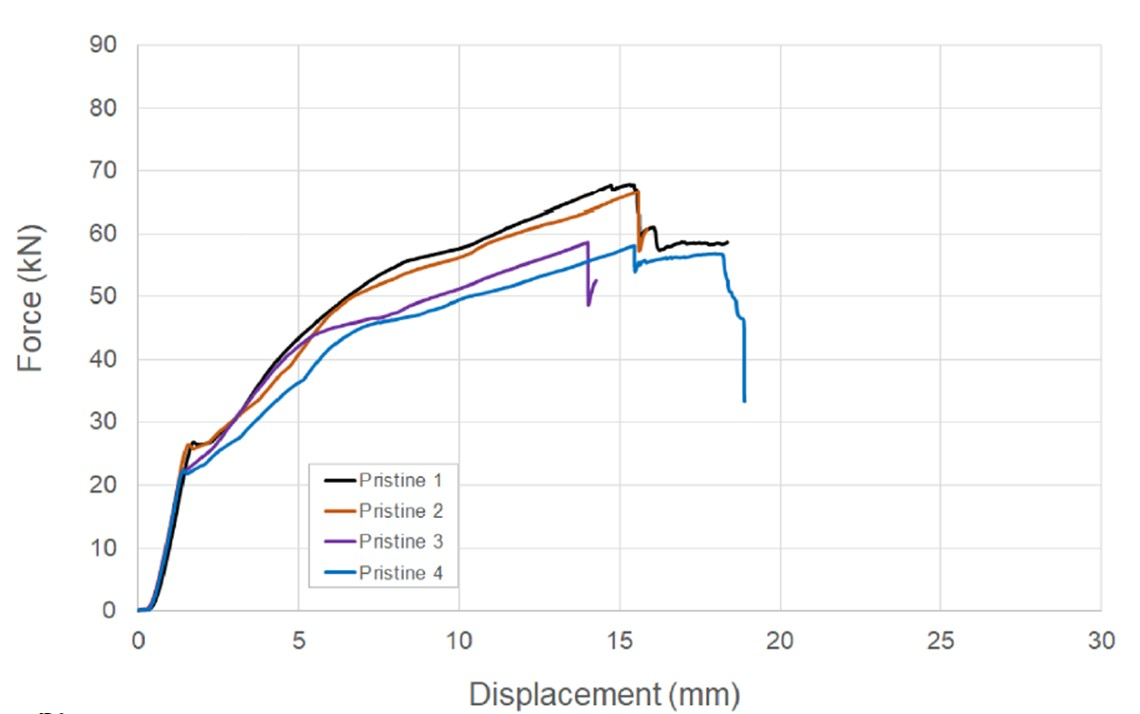 90
80
70
60
50
40
30
20
10
0
Force (kN)
Pristine 1
Pristine 2
Pristine 3
Pristine 4
0 5 10 15 20 25 30
Displacement (mm)